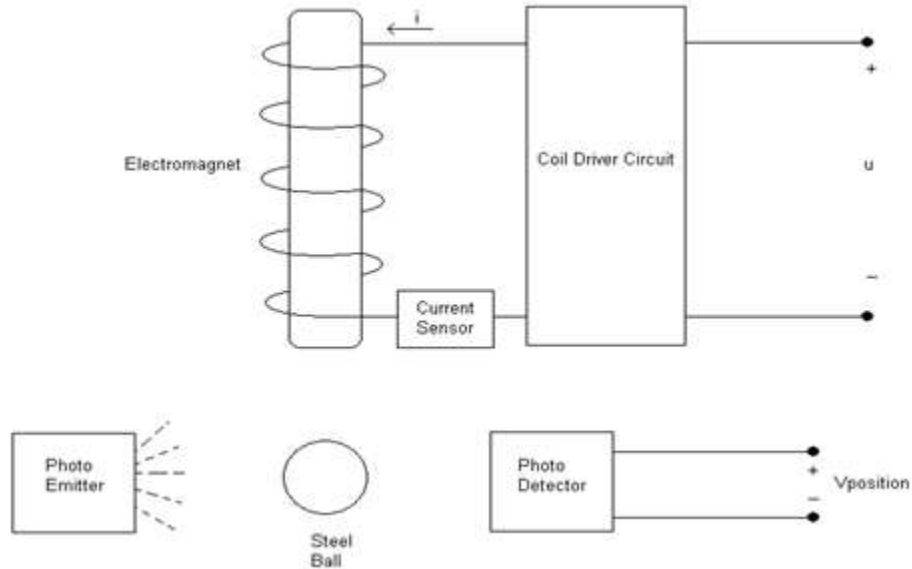 i
+
Electromagnet
Coil Driver Circuit
u
−
Current
Sensor
Photo
Emitter
Photo
Detector
+
−
Vposition
Steel
Ball